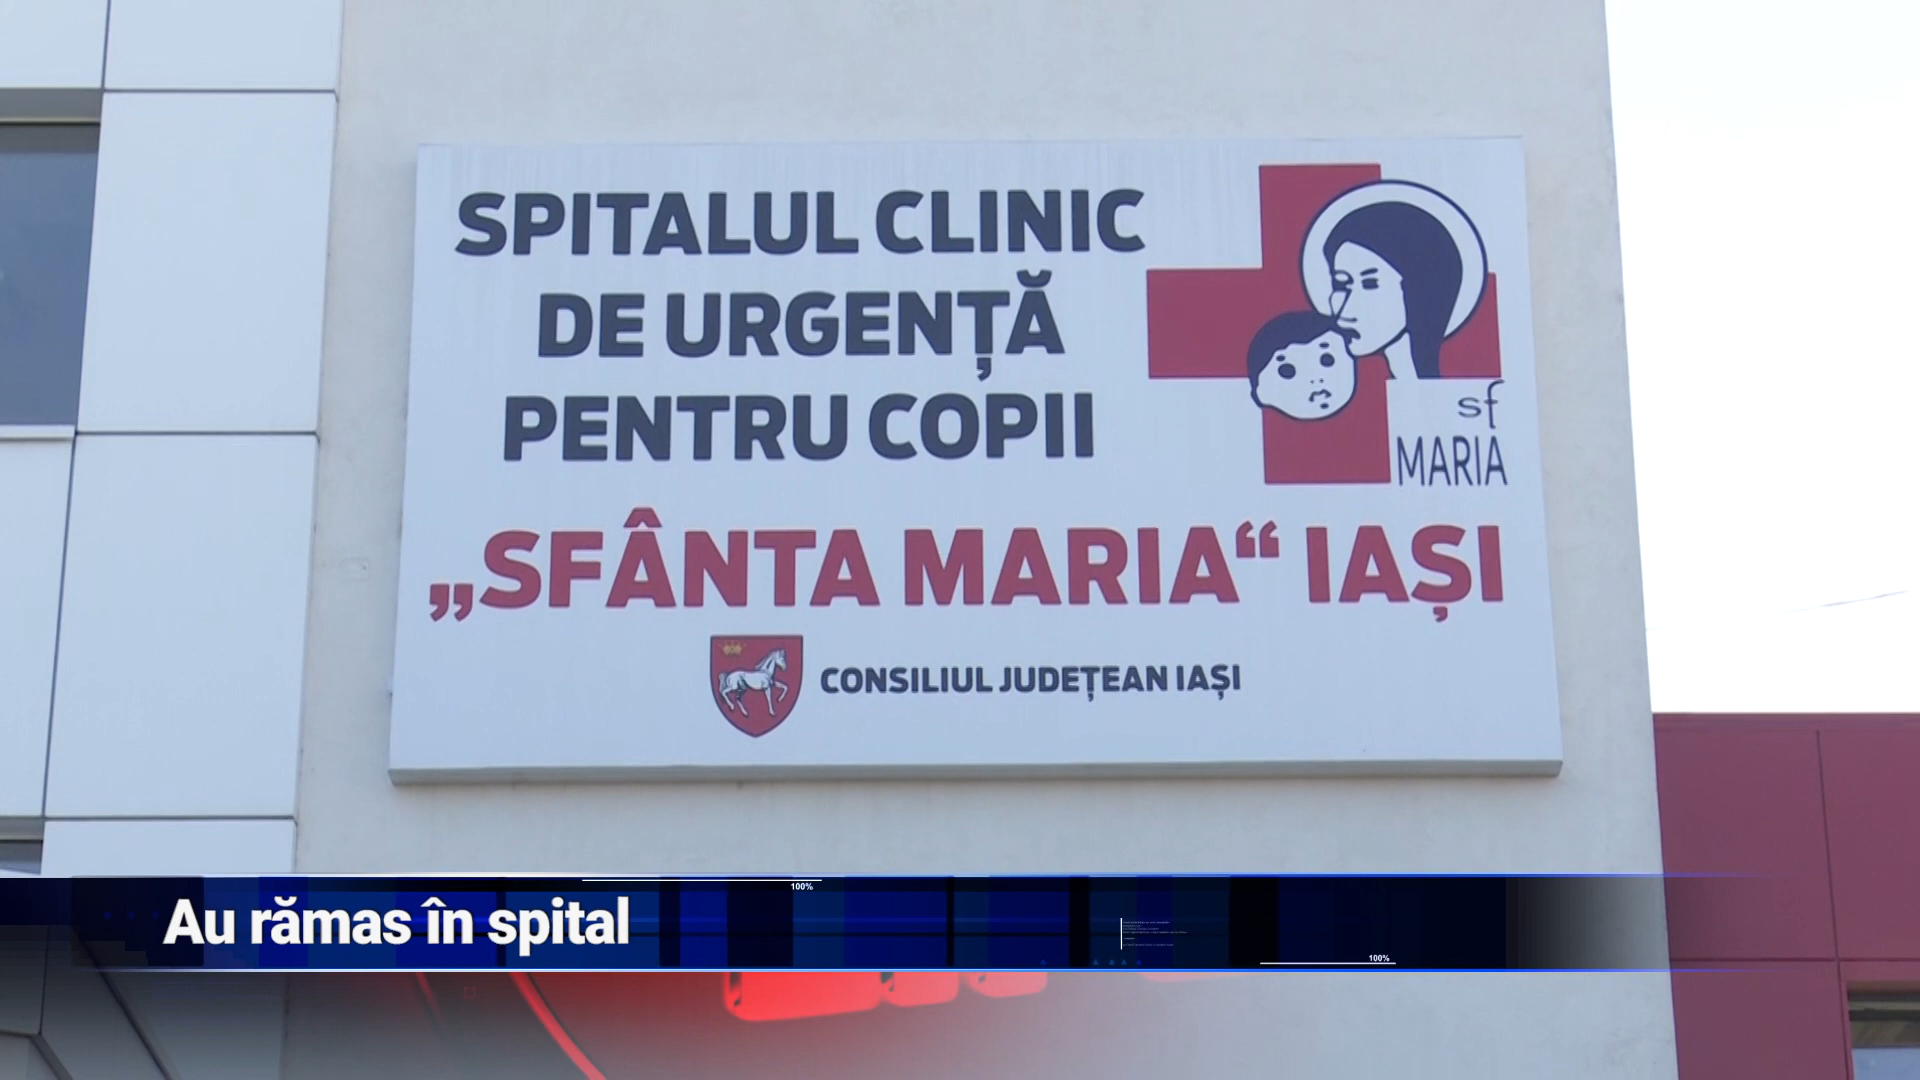 SPITALUL CLINIC
DE URGENȚĂ
PENTRU COPII
sf
MARIA
„SFÂNTA MARIA“ IAȘI
CONSILIUL JUDEȚEAN IAȘI
100%
Au rămas în spital
100%